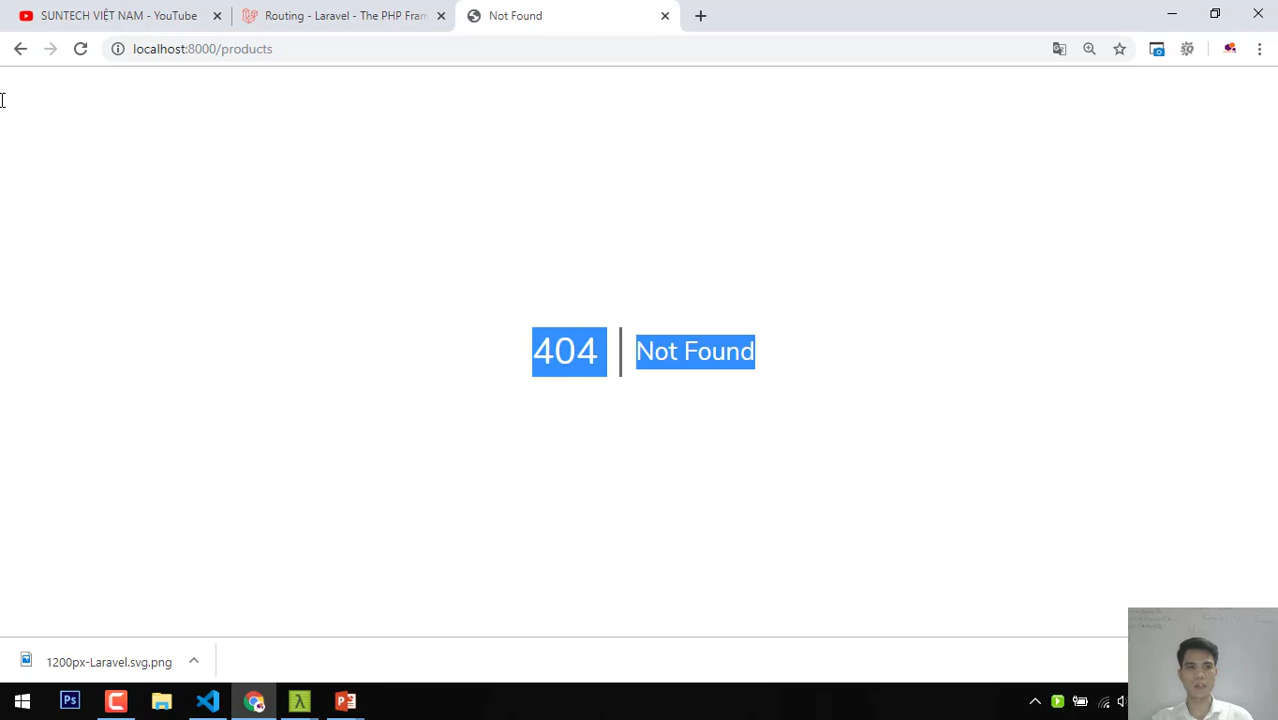 SUNTECH VIỆT NAM - YouTube
Routing - Laravel - The PHP Fram
Not Found
localhost:8000/products
404
Not Found
1200px-Laravel.svg.png
Ps